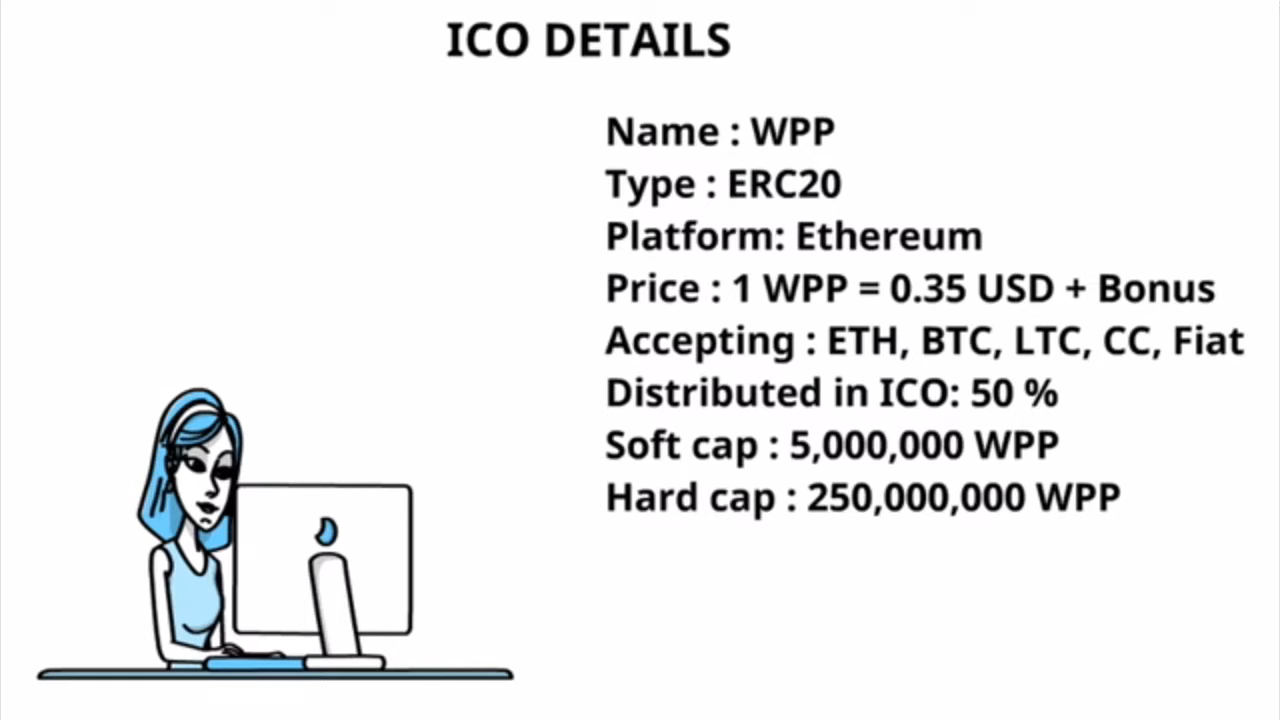 ICO DETAILS
Name : WPP
Type : ERC20
Platform: Ethereum
Price : 1 WPP = 0.35 USD + Bonus
Accepting : ETH, BTC, LTC, CC, Fiat
Distributed in ICO: 50 %
Soft cap : 5,000,000 WPP
Hard cap : 250,000,000 WPP